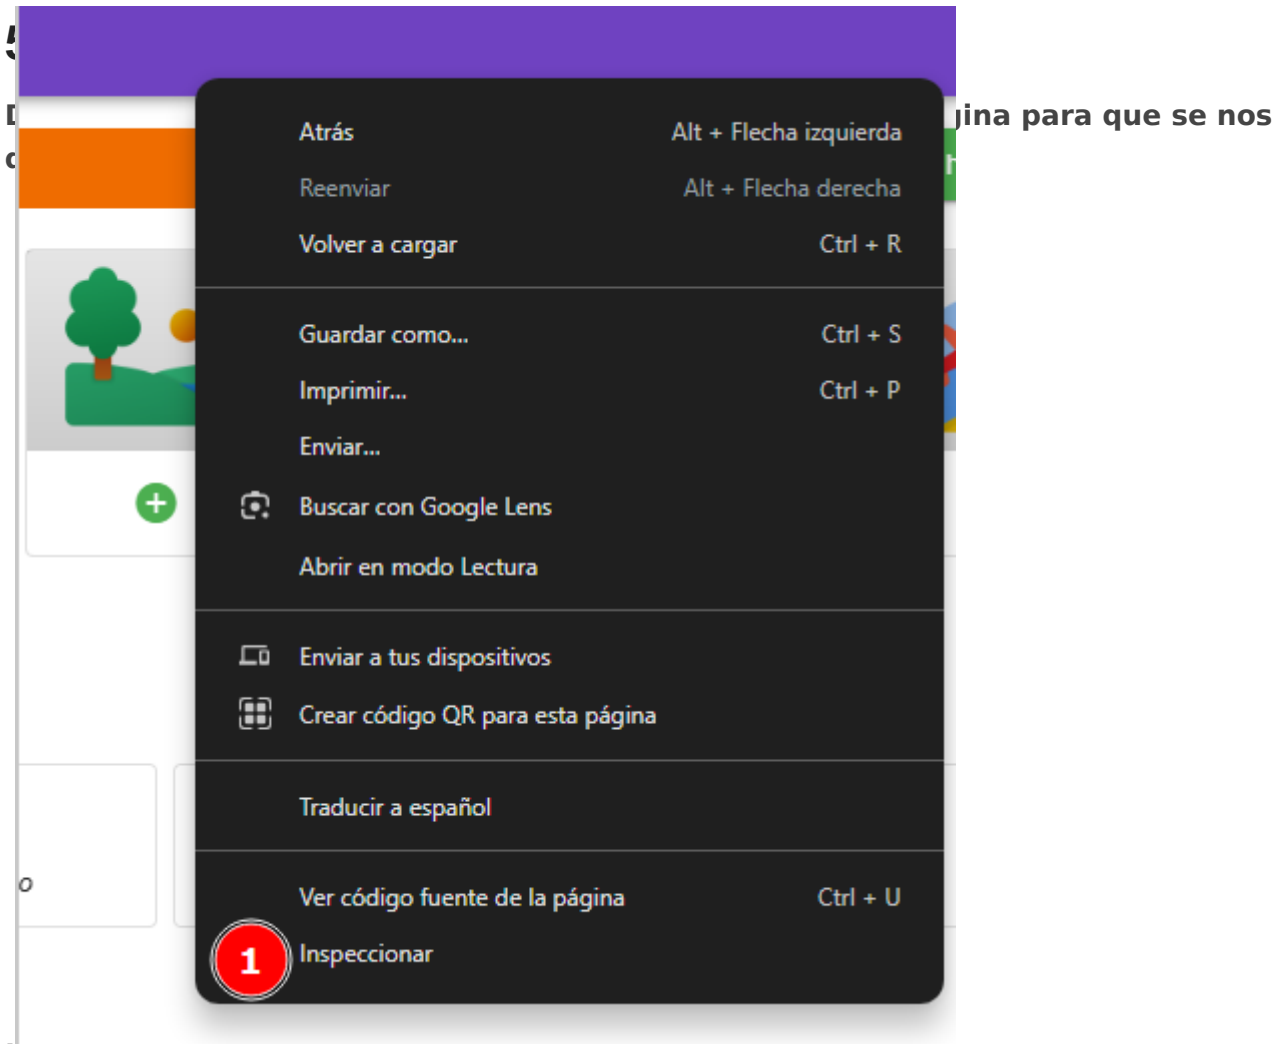 5
gina para que se nos
Atrás Alt + Flecha izquierda
Reenviar Alt + Flecha derecha
Volver a cargar Ctrl + R
Guardar como... Ctrl + S
Imprimir... Ctrl + P
Enviar...
Buscar con Google Lens
Abrir en modo Lectura
Enviar a tus dispositivos
Crear código QR para esta página
Traducir a español
o
Ver código fuente de la página Ctrl + U
1 Inspeccionar